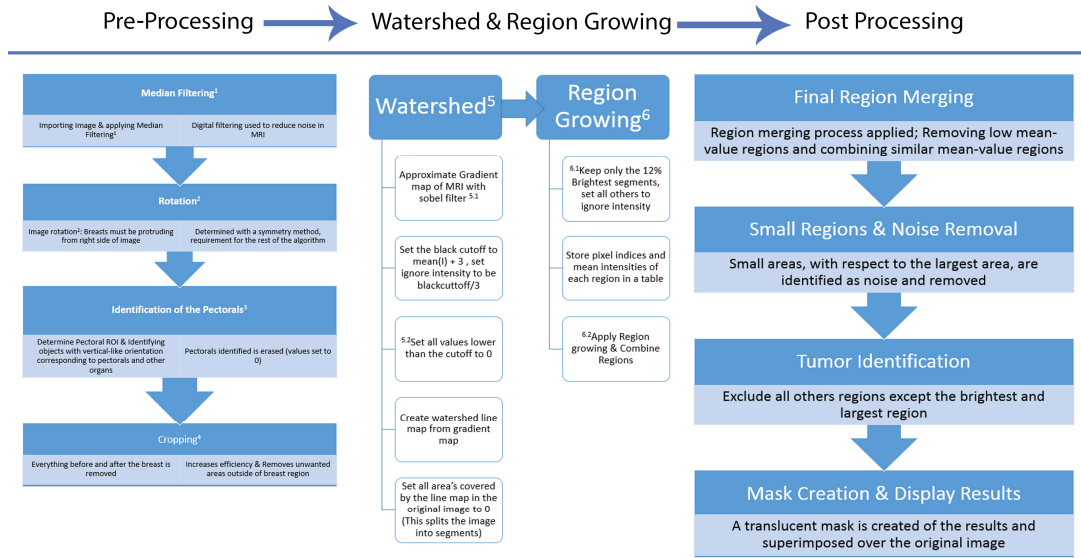 Pre-Processing
Watershed & Region Growing
Post Processing
Median Filtering¹
Importing Image & applying Median
Filtering¹
Digital filtering used to reduce noise in
MRI
Rotation²
Image rotation²: Breasts must be protruding
from right side of image
Determined with a symmetry method,
requirement for the rest of the algorithm
Identification of the Pectorals³
Determine Pectoral ROI & Identifying
objects with vertical-like orientation
corresponding to pectorals and other
organs
Pectorals identified is erased (values set to
0)
Cropping⁴
Everything before and after the breast is
removed
Increases efficiency & Removes unwanted
areas outside of breast region
Watershed⁵
Approximate Gradient
map of MRI with
sobel filter ⁵·¹
Set the black cutoff to
mean(I) + 3 , set
ignore intensity to be
blackcuttoff/3
⁵·²Set all values lower
than the cutoff to 0
Create watershed line
map from gradient
map
Set all area's covered
by the line map in the
original image to 0
(This splits the image
into segments)
Region
Growing⁶
⁶·¹Keep only the 12%
Brightest segments,
set all others to
ignore intensity
Store pixel indices and
mean intensities of
each region in a table
⁶·²Apply Region
growing & Combine
Regions
Final Region Merging
Region merging process applied; Removing low mean-
value regions and combining similar mean-value regions
Small Regions & Noise Removal
Small areas, with respect to the largest area, are
identified as noise and removed
Tumor Identification
Exclude all others regions except the brightest and
largest region
Mask Creation & Display Results
A translucent mask is created of the results and
superimposed over the original image